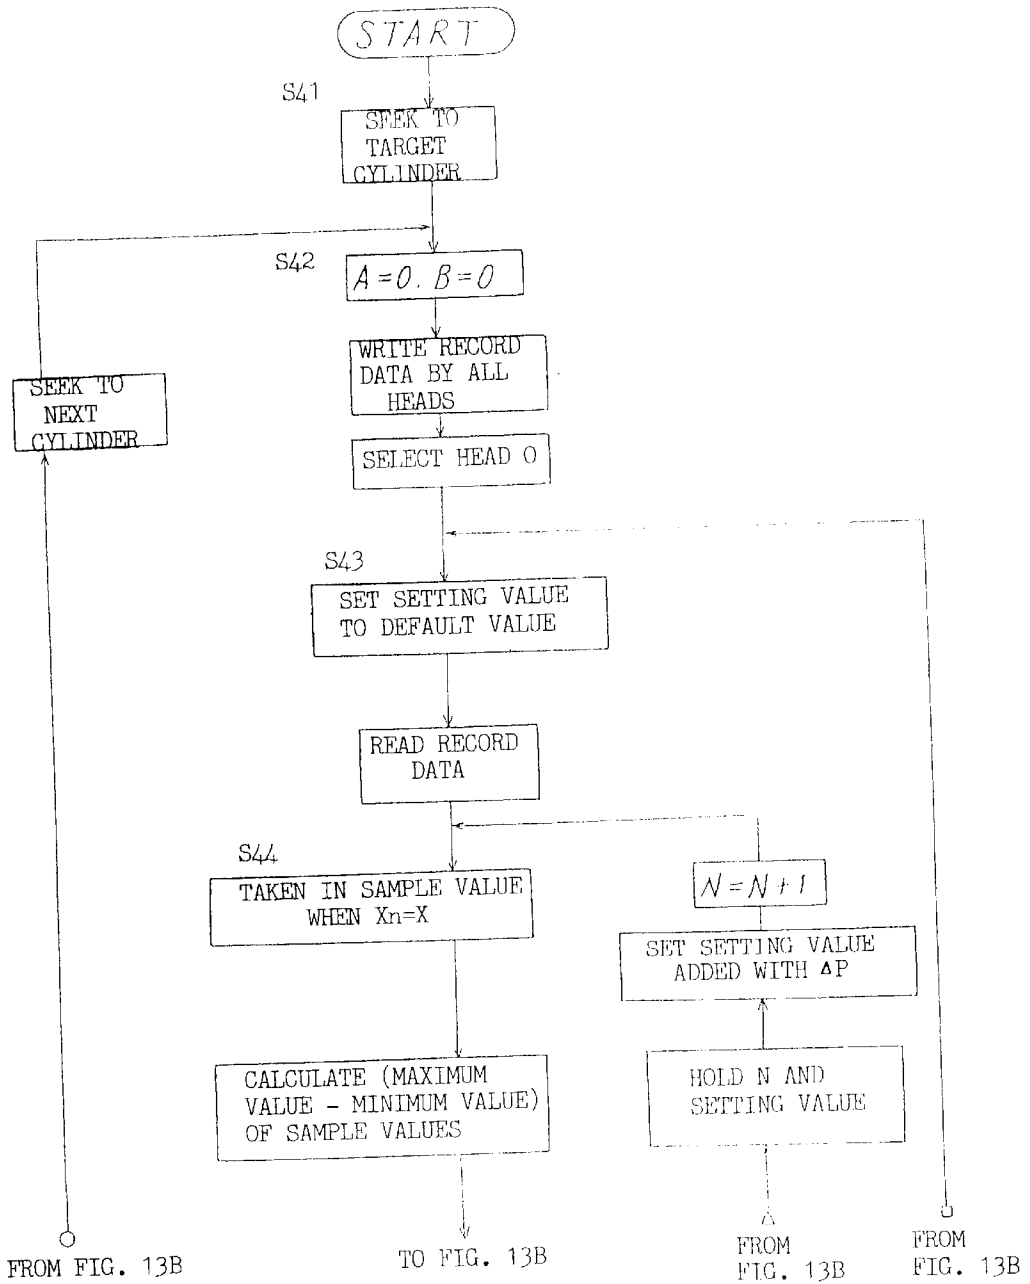 START
S41
SEEK TO
TARGET
CYLINDER
S42
A=0. B=0
WRITE RECORD
DATA BY ALL
HEADS
SEEK TO
NEXT
CYLINDER
SELECT HEAD 0
S43
SET SETTING VALUE
TO DEFAULT VALUE
READ RECORD
DATA
S44
TAKEN IN SAMPLE VALUE
WHEN Xn=X
N=N+1
SET SETTING VALUE
ADDED WITH ΔP
CALCULATE (MAXIMUM
VALUE - MINIMUM VALUE)
OF SAMPLE VALUES
HOLD N AND
SETTING VALUE
FROM FIG. 13B
TO FIG. 13B
FROM
FIG. 13B
FROM
FIG. 13B